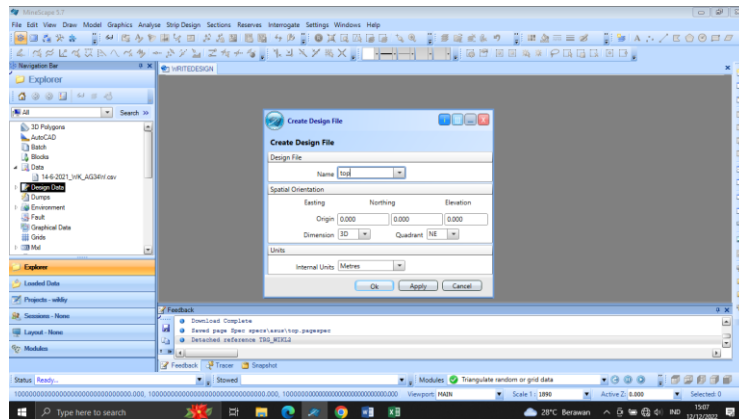 MineScape 5.7
File Edit View Draw Model Graphics Analyse Strip Design Sections Reserves Interrogate Settings Windows Help
Navigation Bar
Explorer
All
Search >>
3D Polygons
AutoCAD
Batch
Blocks
Data
14-6-2021_WK_AG34W.csv
Design Data
Dumps
Environment
Fault
Graphical Data
Grids
Mxl
Explorer
Loaded Data
Projects - wildiy
Sessions - None
Layout - None
Modules
WRITEDESIGN
Create Design File
Create Design File
Design File
Name top
Spatial Orientation
Easting Northing Elevation
Origin 0.000 0.000 0.000
Dimension 3D Quadrant NE
Units
Internal Units Metres
Ok Apply Cancel
Feedback
Download Complete
Saved page Spec specs\asus\top.pagespec
Detached reference TRG_WIKL2
Feedback Tracer Snapshot
Status Ready... Stowed Modules Triangulate random or grid data
Viewport MAIN Scale 1: 1890 Active Z: 0.000 Selected: 0
Type here to search
28°C Berawan IND 15:07
12/12/2022